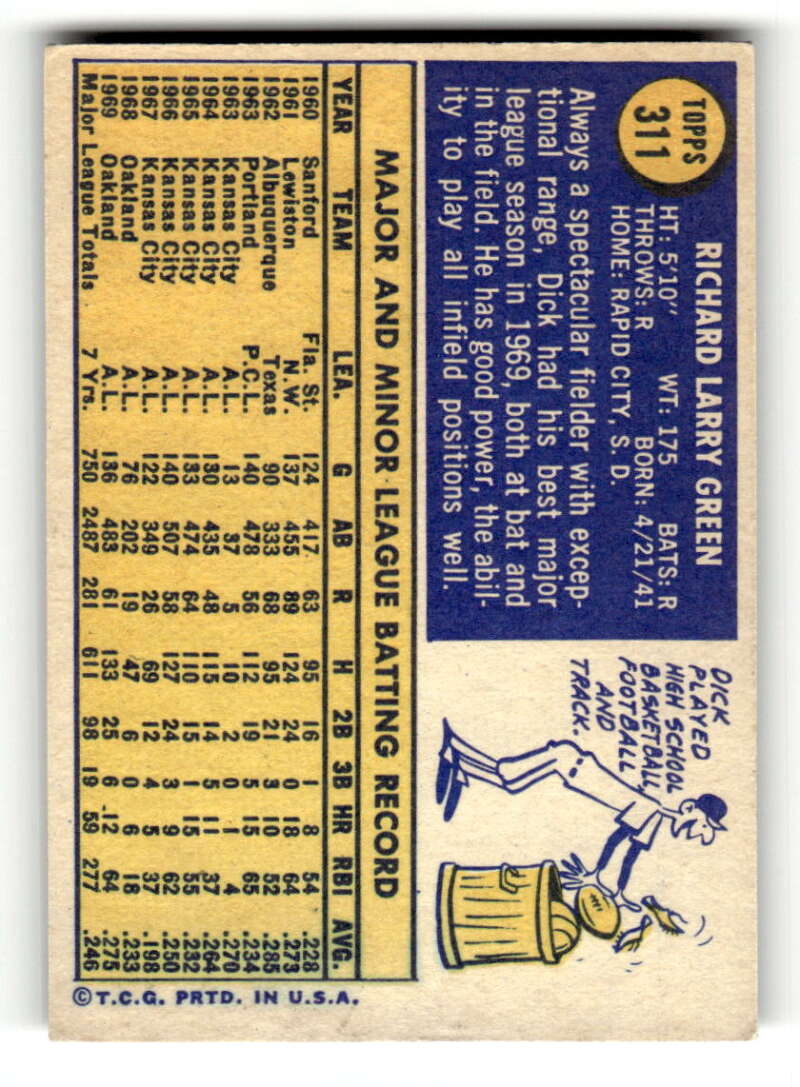 TOPPS
311
RICHARD LARRY GREEN
HT: 5'10" WT: 175 BATS: R
THROWS: R BORN: 4/21/41
HOME: RAPID CITY, S. D.
Always a spectacular fielder with excep-
tional range, Dick had his best major
league season in 1969, both at bat and
in the field. He has good power, the abil-
ity to play all infield positions well.
DICK
PLAYED
HIGH SCHOOL
BASKETBALL,
FOOTBALL
AND
TRACK.
MAJOR AND MINOR LEAGUE BATTING RECORD
YEAR TEAM LEA. G AB R H 2B 3B HR RBI AVG.
1960 Sanford Fla. St. 124 417 63 95 16 1 8 54 .228
1961 Lewiston N.W. 137 455 89 124 24 0 18 64 .273
1962 Albuquerque Texas 90 333 68 95 21 3 10 52 .285
1963 Portland P.C.L. 140 478 56 112 19 5 15 65 .234
1963 Kansas City A.L. 13 37 5 10 2 0 1 4 .270
1964 Kansas City A.L. 130 435 48 115 14 5 11 37 .264
1965 Kansas City A.L. 133 474 64 110 15 1 15 55 .232
1966 Kansas City A.L. 140 507 58 127 24 3 9 62 .250
1967 Kansas City A.L. 122 349 26 69 12 4 5 37 .198
1968 Oakland A.L. 76 202 19 47 6 0 6 18 .233
1969 Oakland A.L. 136 483 61 133 25 6 12 64 .275
Major League Totals 7 Yrs. 750 2487 281 611 98 19 59 277 .246
© T.C.G. PRTD. IN U.S.A.